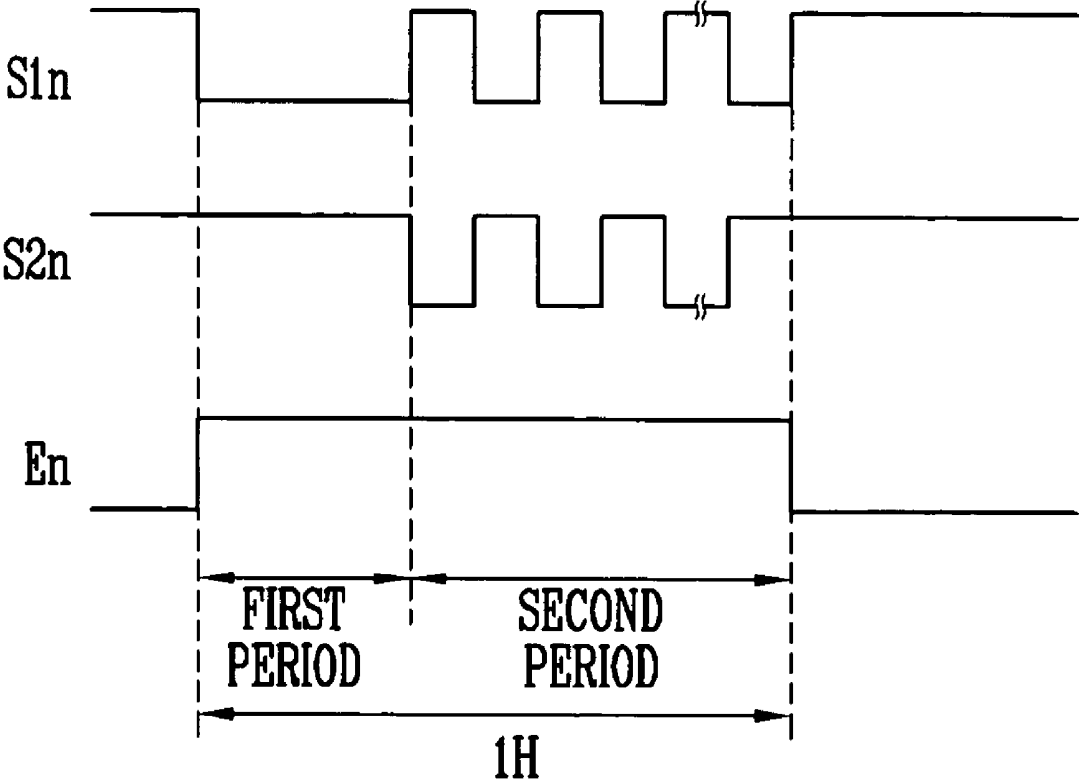 S1n
S2n
En
FIRST
PERIOD
SECOND
PERIOD
1H